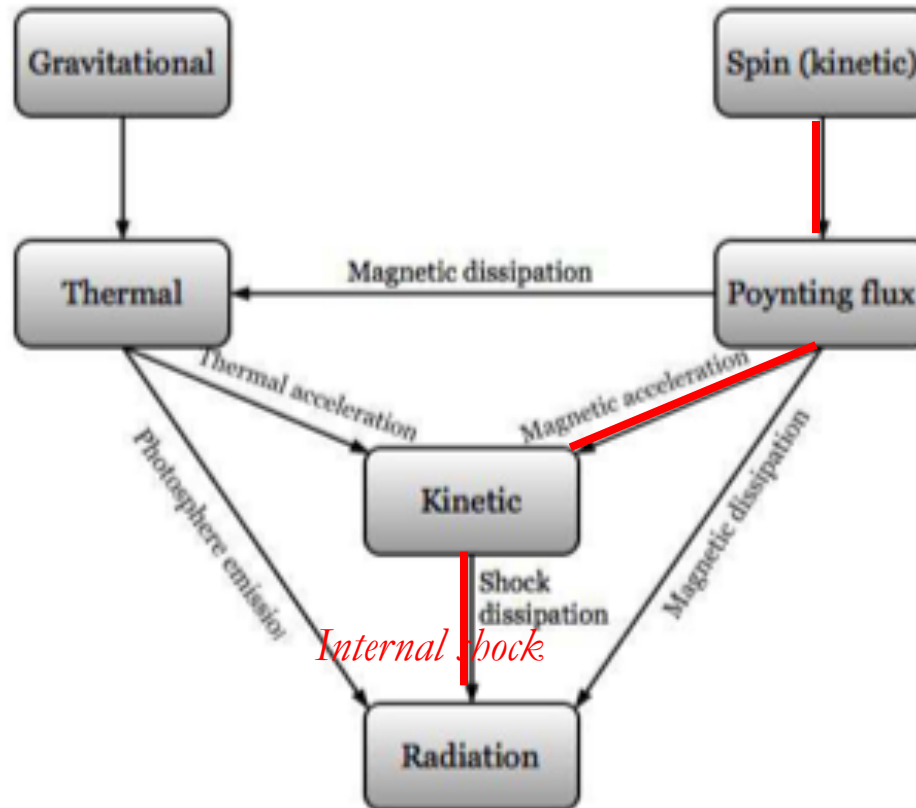 Gravitational
Spin (kinetic)
Magnetic dissipation
Thermal
Poynting flux
Thermal acceleration
Magnetic acceleration
Photosphere emission
Magnetic dissipation
Kinetic
Shock
dissipation
Internal shock
Radiation